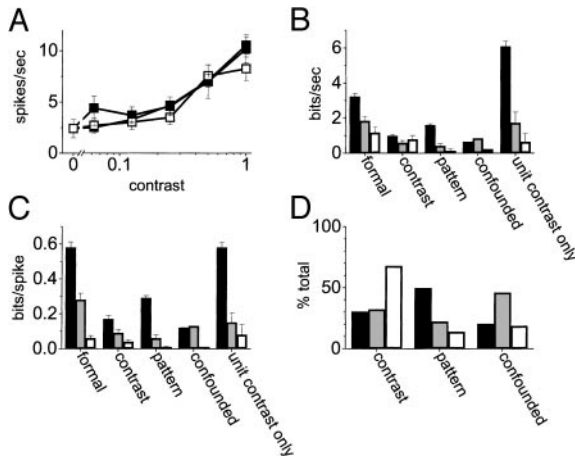 A
spikes/sec
10
5
0
0
0.1
1
contrast
B
bits/sec
6
4
2
0
formal
contrast
pattern
confounded
unit contrast only
C
bits/spike
0.6
0.4
0.2
0.0
formal
contrast
pattern
confounded
unit contrast only
D
% total
100
50
0
contrast
pattern
confounded